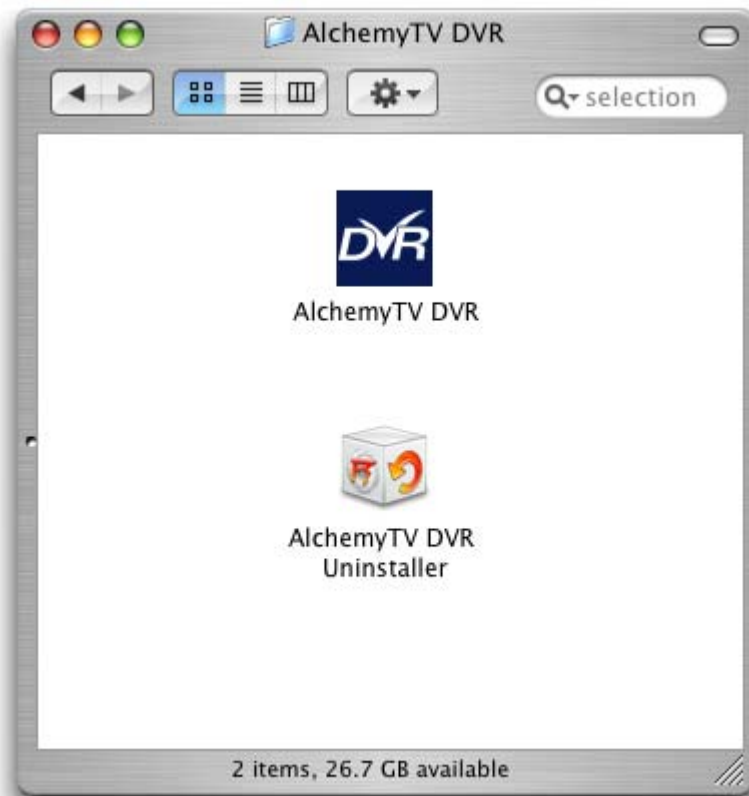 AlchemyTV DVR
selection
DVR
AlchemyTV DVR
AlchemyTV DVR
Uninstaller
2 items, 26.7 GB available